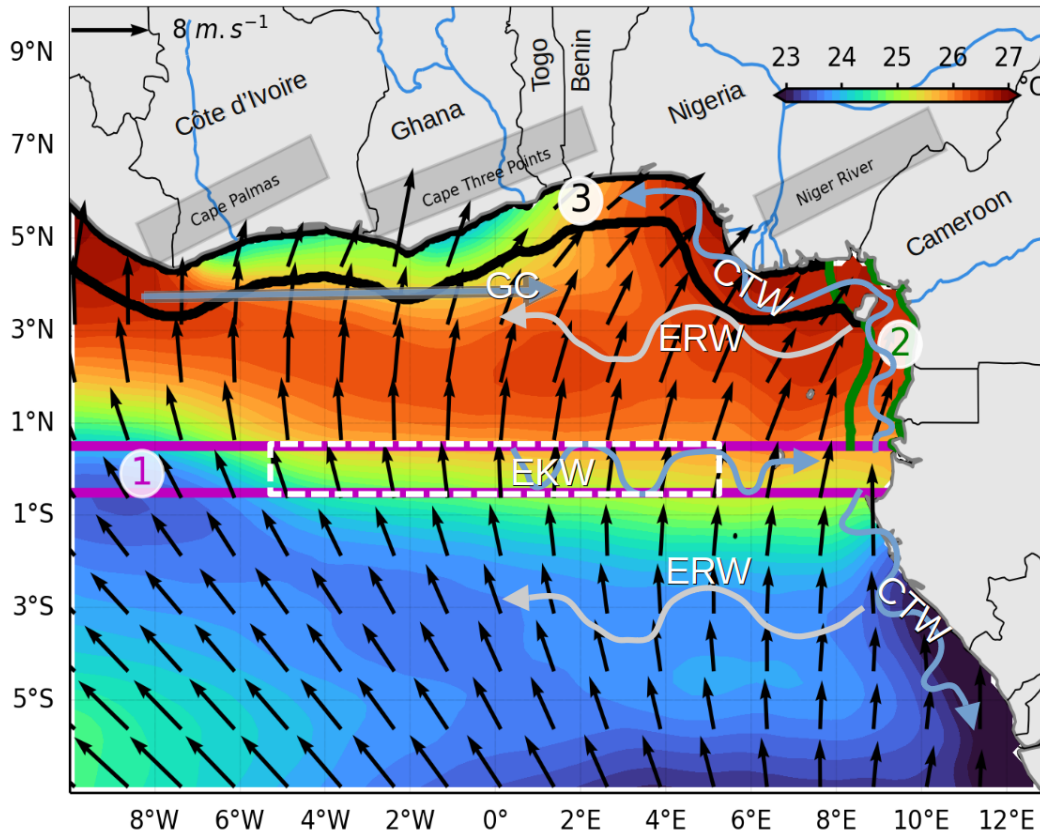 8 m.s⁻¹
23 24 25 26 27
°C
9°N
7°N
5°N
3°N
1°N
1°S
3°S
5°S
Côte d'Ivoire
Ghana
Togo
Benin
Nigeria
Cameroon
Cape Palmas
Cape Three Points
Niger River
3
GC
CTW
ERW
2
1
EKW
ERW
CTW
8°W 6°W 4°W 2°W 0° 2°E 4°E 6°E 8°E 10°E 12°E